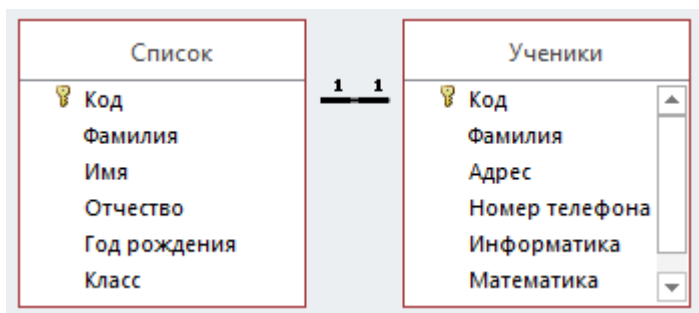 Список
Код
Фамилия
Имя
Отчество
Год рождения
Класс
1 1
Ученики
Код
Фамилия
Адрес
Номер телефона
Информатика
Математика